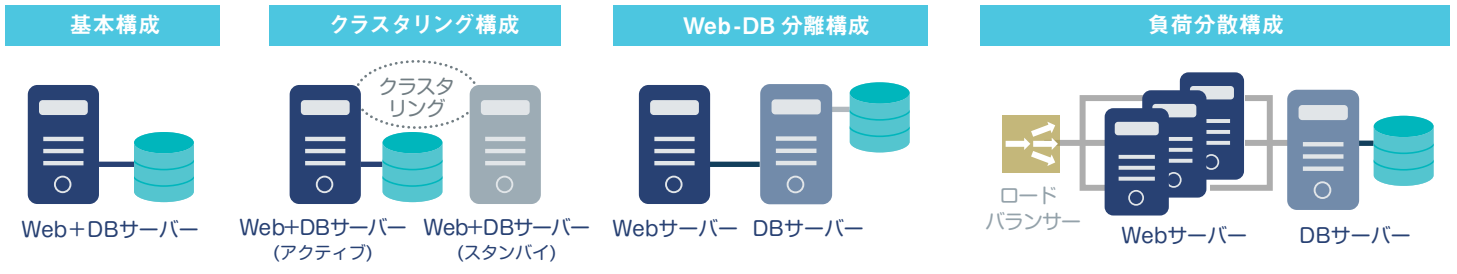 基本構成
Web+DBサーバー
クラスタリング構成
クラスタ
リング
Web+DBサーバー
(アクティブ)
Web+DBサーバー
(スタンバイ)
Web-DB 分離構成
Webサーバー
DBサーバー
負荷分散構成
ロード
バランサー
Webサーバー
DBサーバー